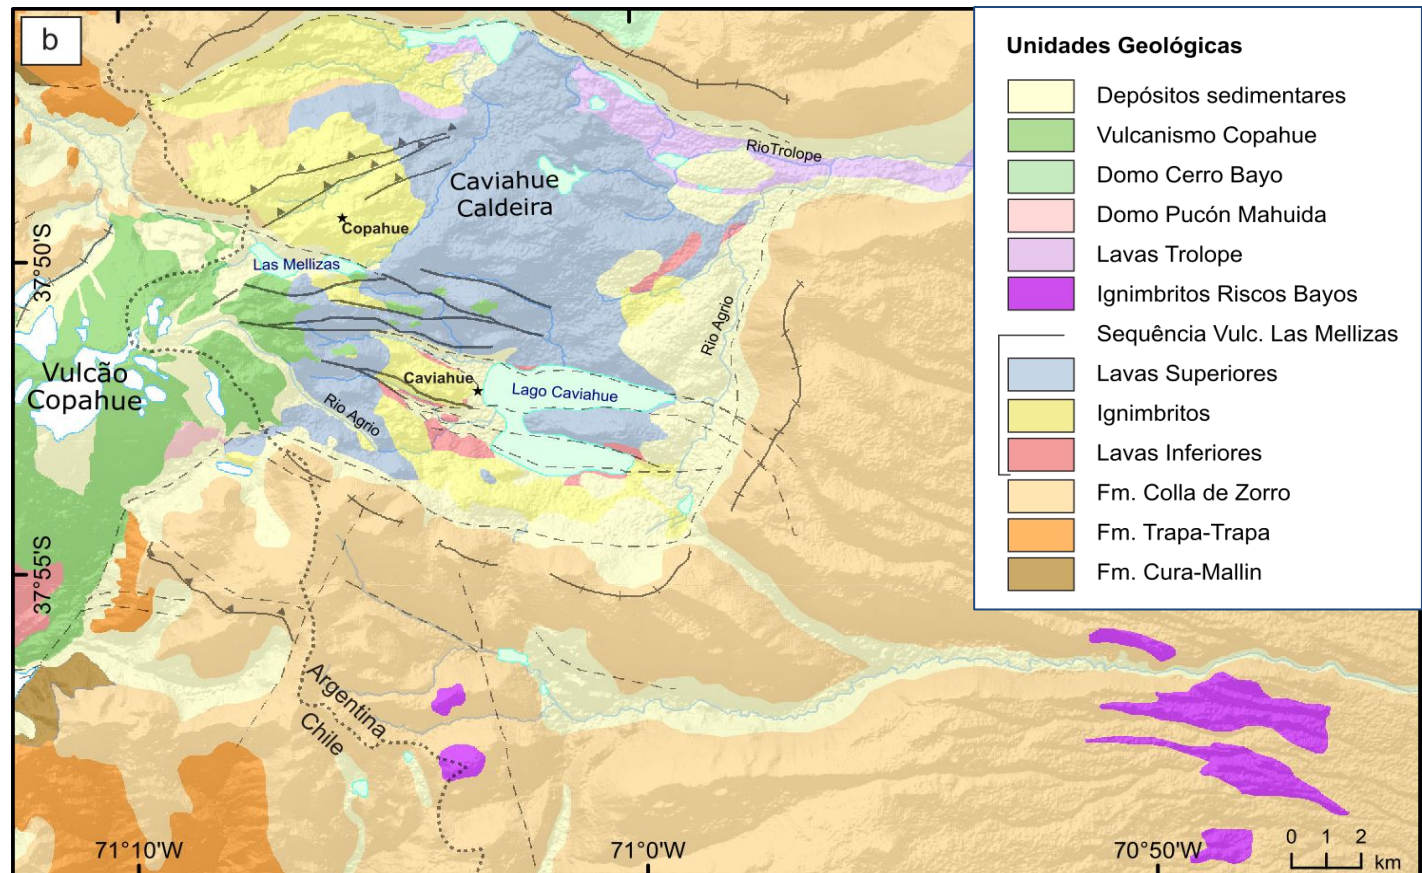 b
Unidades Geológicas
Depósitos sedimentares
Vulcanismo Copahue
Domo Cerro Bayo
Domo Pucón Mahuida
Lavas Trolope
Ignimbritos Riscos Bayos
Sequência Vulc. Las Mellizas
Lavas Superiores
Ignimbritos
Lavas Inferiores
Fm. Colla de Zorro
Fm. Trapa-Trapa
Fm. Cura-Mallin
RioTrolope
Caviahue
Caldeira
Copahue
Las Mellizas
37°50'S
Rio Agrio
Vulcão
Copahue
Caviahue
Lago Caviahue
Rio Agrio
37°55'S
Argentina
Chile
71°10'W
71°0'W
70°50'W
0 1 2
km